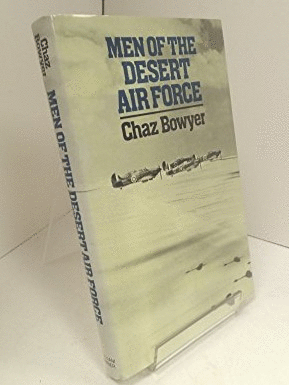 MEN OF THE
DESERT
AIR FORCE
Chaz Bowyer
Chaz
Bowyer
MEN OF THE DESERT AIR FORCE